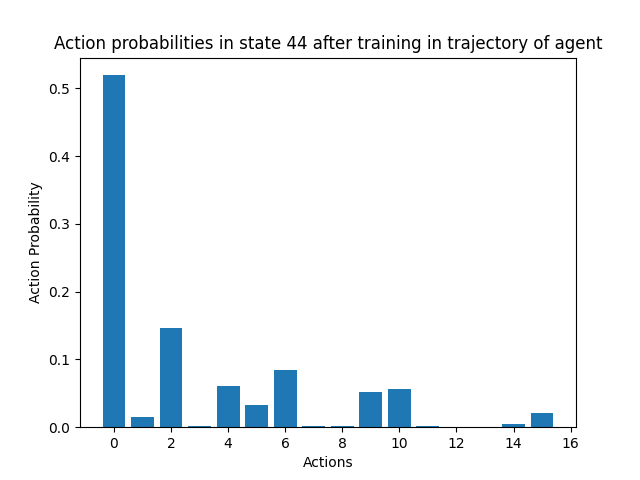 Action probabilities in state 44 after training in trajectory of agent
0.5
0.4
0.3
0.2
0.1
0.0
Action Probability
0 2 4 6 8 10 12 14 16
Actions